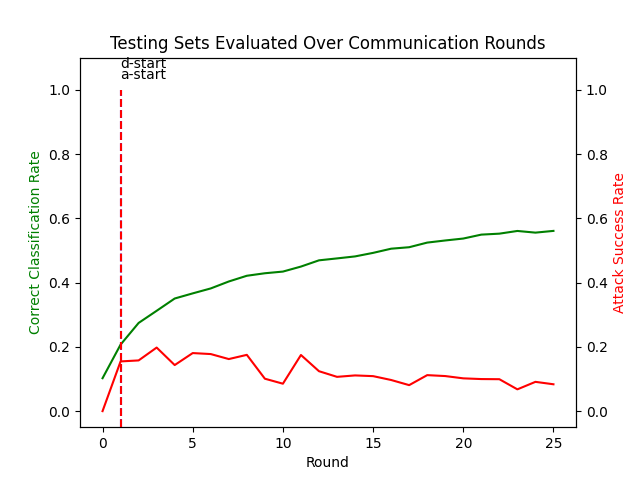 Testing Sets Evaluated Over Communication Rounds
d-start
a-start
1.0
0.8
0.6
0.4
0.2
0.0
Correct Classification Rate
1.0
0.8
0.6
0.4
0.2
0.0
Attack Success Rate
0 5 10 15 20 25
Round